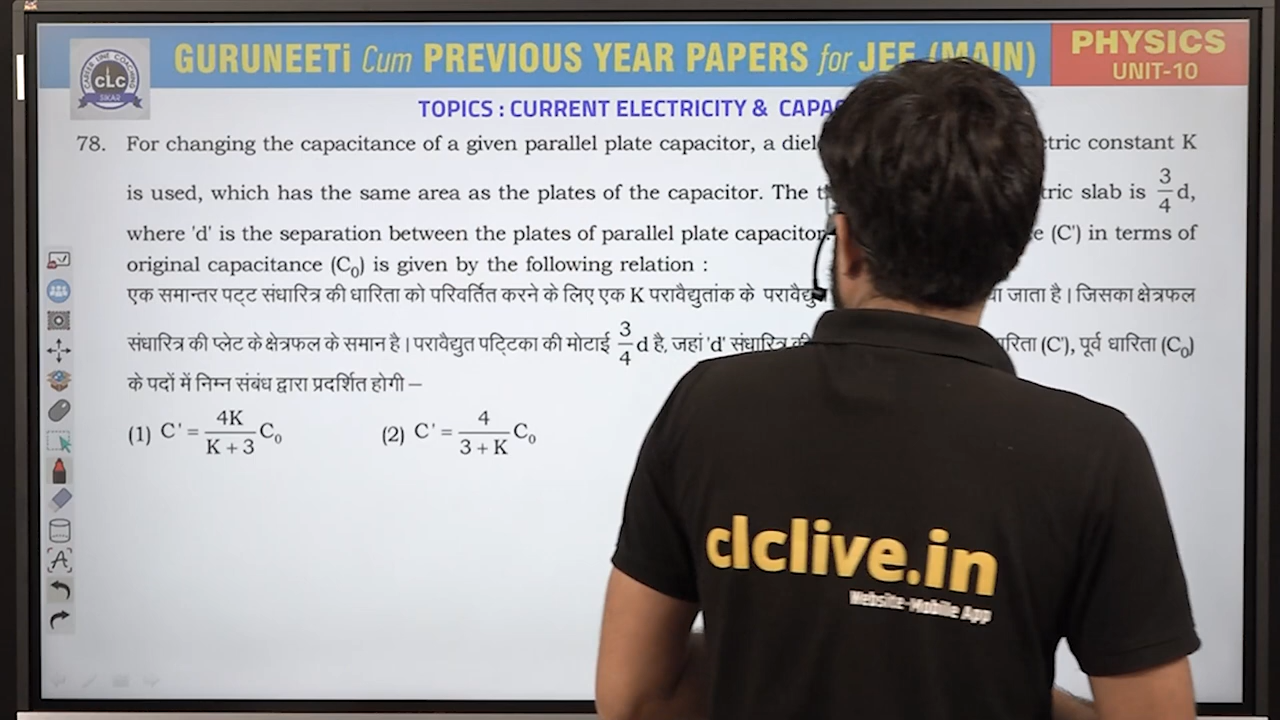 GURUNEETi Cum PREVIOUS YEAR PAPERS for JEE (MAIN)
PHYSICS
UNIT-10
CAREER LINE COACHING
CLC
SIKAR
TOPICS : CURRENT ELECTRICITY &
78. For changing the capacitance of a given parallel plate capacitor, a constant K
is used, which has the same area as the plates of the capacitor. The slab is 3/4 d,
where 'd' is the separation between the plates of parallel plate capacitor. (C') in terms of
original capacitance (C0) is given by the following relation :
एक समान्तर पट्ट संधारित्र की धारिता को परिवर्तित करने के लिए एक K परावैद्युतांक के जाता है। जिसका क्षेत्रफल
संधारित्र की प्लेट के क्षेत्रफल के समान है। परावैद्युत पट्टिका की मोटाई 3/4 d है, जहां 'd' संधारित्र की (C'), पूर्व धारिता (C0)
के पदों में निम्न संबंध द्वारा प्रदर्शित होगी –
(1) C' = 4K/(K + 3) C0 (2) C' = 4/(3 + K) C0
clclive.in
Website-Mobile App